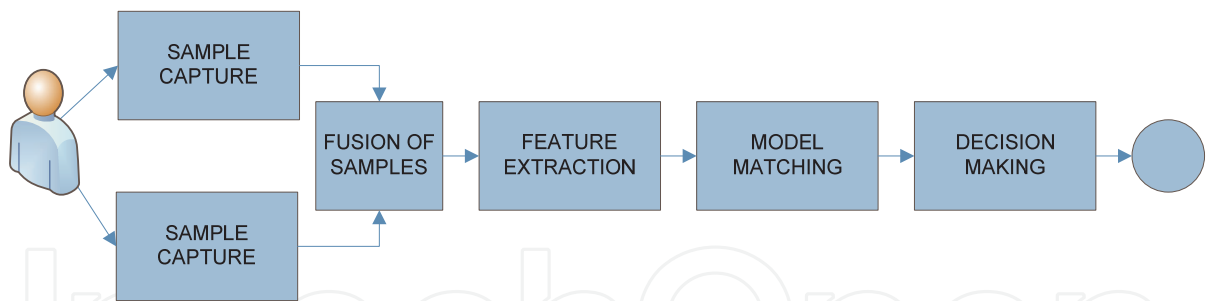 SAMPLE
CAPTURE
SAMPLE
CAPTURE
FUSION OF
SAMPLES
FEATURE
EXTRACTION
MODEL
MATCHING
DECISION
MAKING